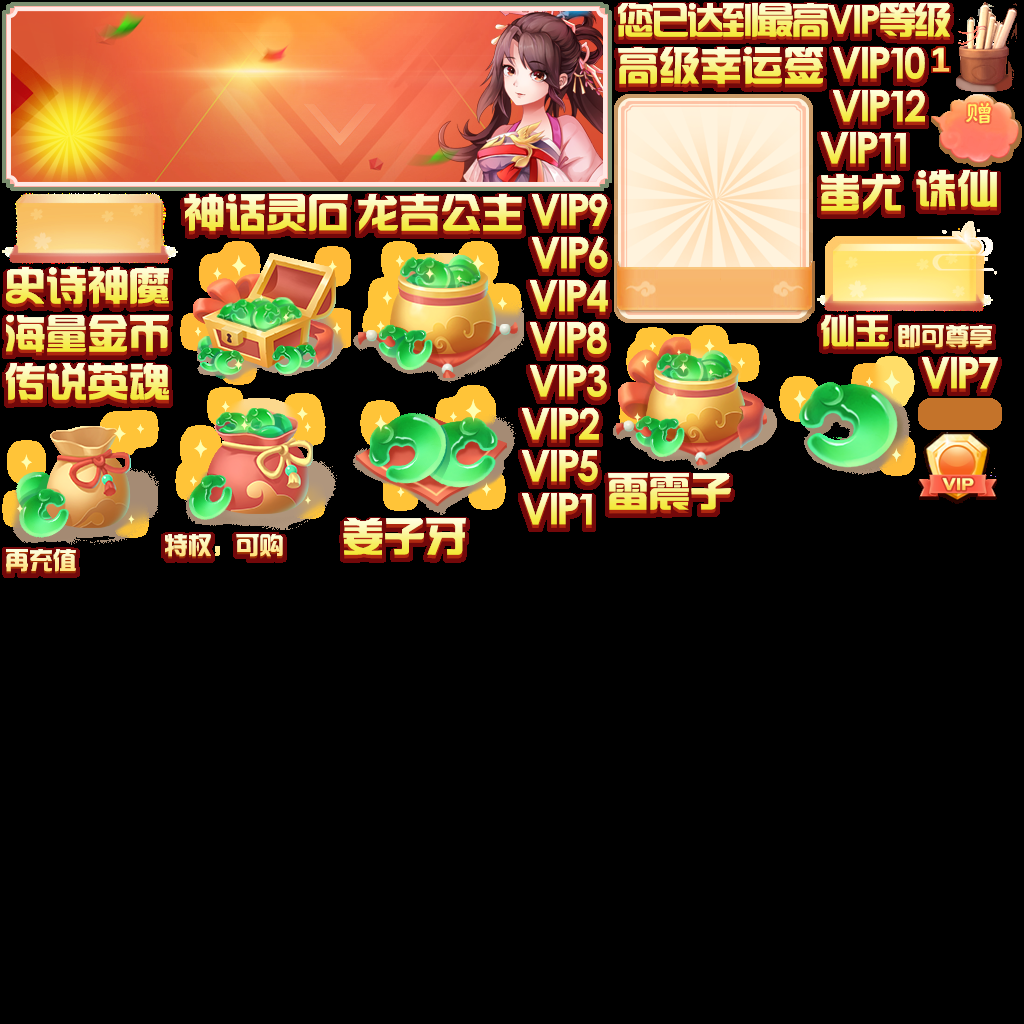 您已达到最高VIP等级
高级幸运签
VIP10
1
VIP12
赠
VIP11
蚩尤
诛仙
神话灵石
龙吉公主
VIP9
VIP6
史诗神魔
VIP4
海量金币
VIP8
仙玉
即可尊享
传说英魂
VIP3
VIP7
VIP2
VIP5
VIP
雷震子
VIP1
姜子牙
特权，可购
再充值